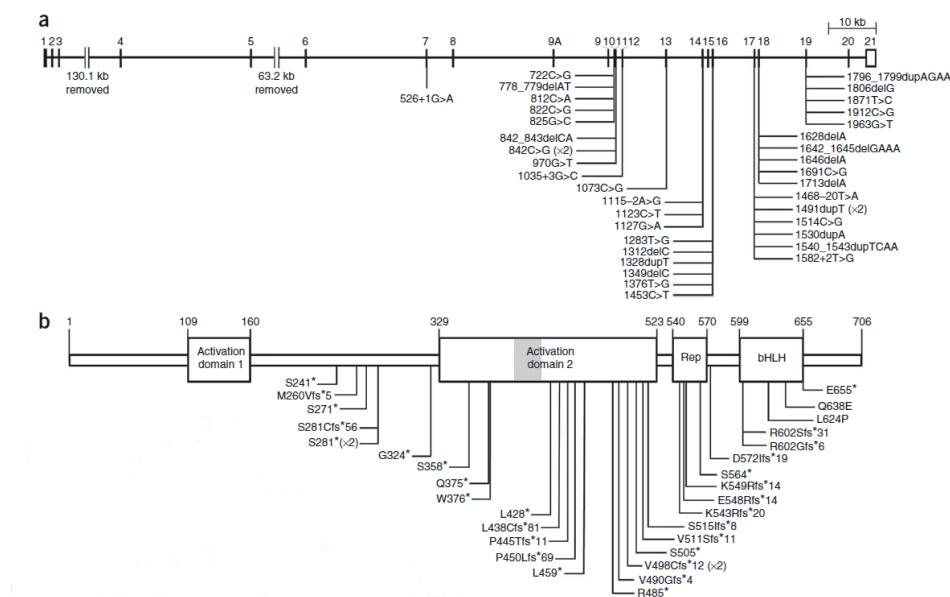 a
10 kb
1 2 3 4 5 6 7 8 9A 9 10 11 12 13 14 15 16 17 18 19 20 21
130.1 kb
removed
63.2 kb
removed
526+1G>A
722C>G
778_779delAT
812C>A
822C>G
825G>C
842_843delCA
842C>G (×2)
970G>T
1035+3G>C
1073C>G
1115–2A>G
1123C>T
1127G>A
1283T>G
1312delC
1328dupT
1349delC
1376T>G
1453C>T
1796_1799dupAGAA
1806delG
1871T>C
1912C>G
1963G>T
1628delA
1642_1645delGAAA
1646delA
1691C>G
1713delA
1468–20T>A
1491dupT (×2)
1514C>G
1530dupA
1540_1543dupTCAA
1582+2T>G
b
1 109 160 329 523 540 570 599 655 706
Activation
domain 1
Activation
domain 2
Rep
bHLH
S241*
M260Vfs*5
S271*
S281Cfs*56
S281* (×2)
G324*
S358*
Q375*
W376*
L428*
L438Cfs*81
P445Tfs*11
P450Lfs*69
L459*
E655*
Q638E
L624P
R602Sfs*31
R602Gfs*6
D572Ifs*19
S564*
K549Rfs*14
E548Rfs*14
K543Rfs*20
S515Ifs*8
V511Sfs*11
S505*
V498Cfs*12 (×2)
V490Gfs*4
R485*